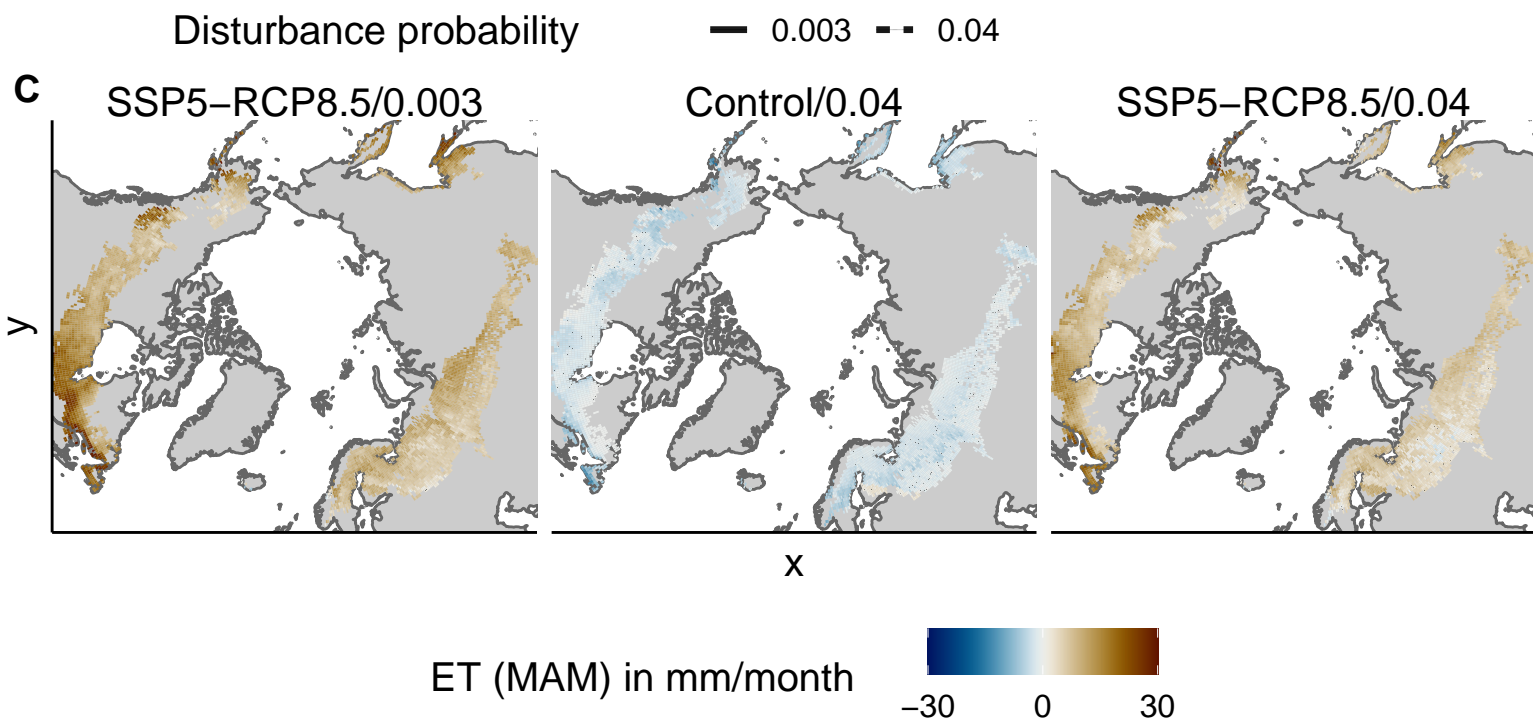 Disturbance probability 0.003 0.04
C
SSP5−RCP8.5/0.003 Control/0.04 SSP5−RCP8.5/0.04
y
x
ET (MAM) in mm/month
−30 0 30